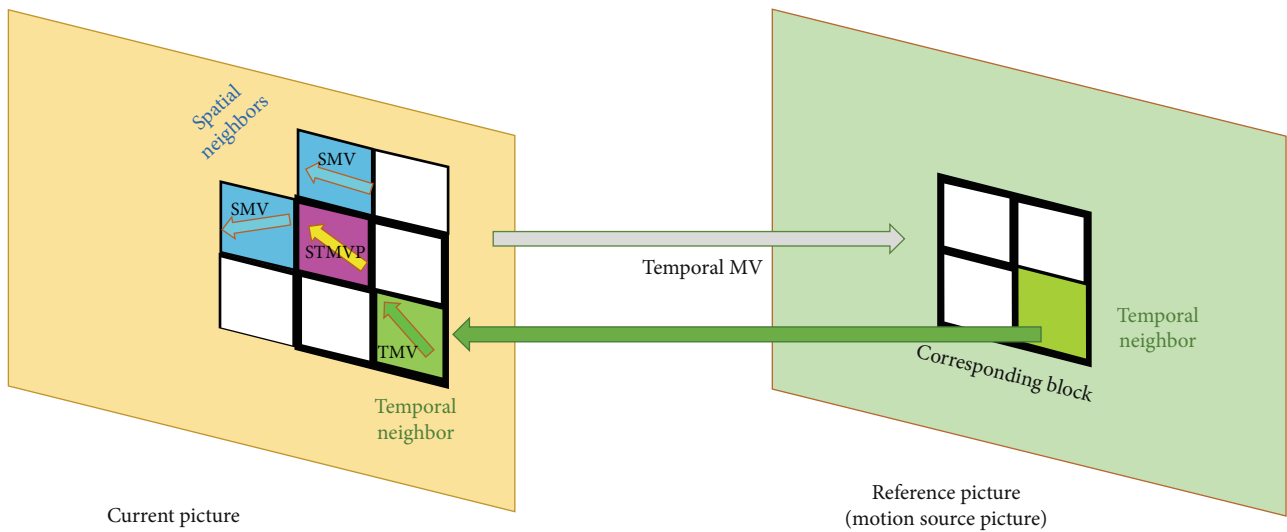 Spatial
neighbors
SMV
SMV
STMVP
TMV
Temporal
neighbor
Current picture
Temporal MV
Corresponding block
Temporal
neighbor
Reference picture
(motion source picture)